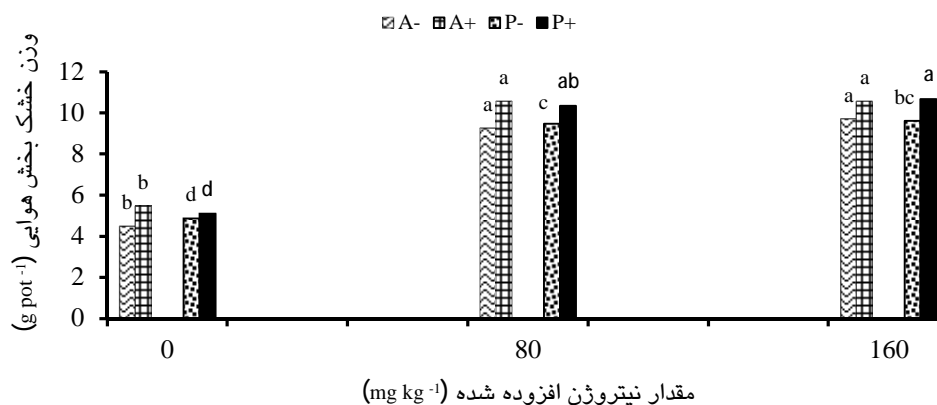 A- A+ P- P+
وزن خشک بخش هوایی (g pot -1)
12
10
8
6
4
2
0
b b d d
a a c ab
a a bc a
0 80 160
مقدار نیتروژن افزوده شده (mg kg -1)